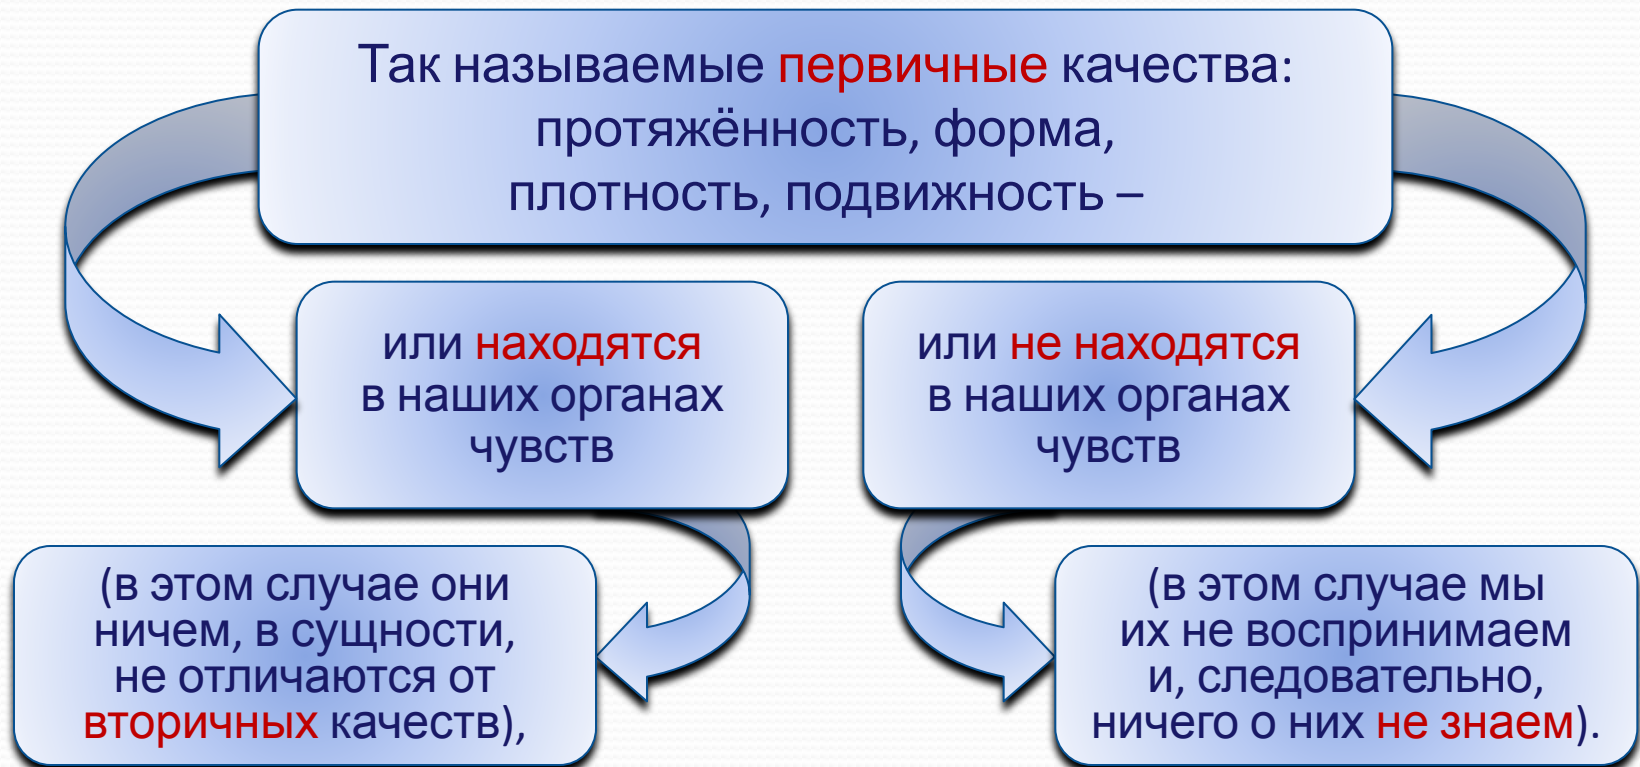 Так называемые первичные качества:
протяжённость, форма,
плотность, подвижность –
или находятся
в наших органах
чувств
или не находятся
в наших органах
чувств
(в этом случае они
ничем, в сущности,
не отличаются от
вторичных качеств),
(в этом случае мы
их не воспринимаем
и, следовательно,
ничего о них не знаем).